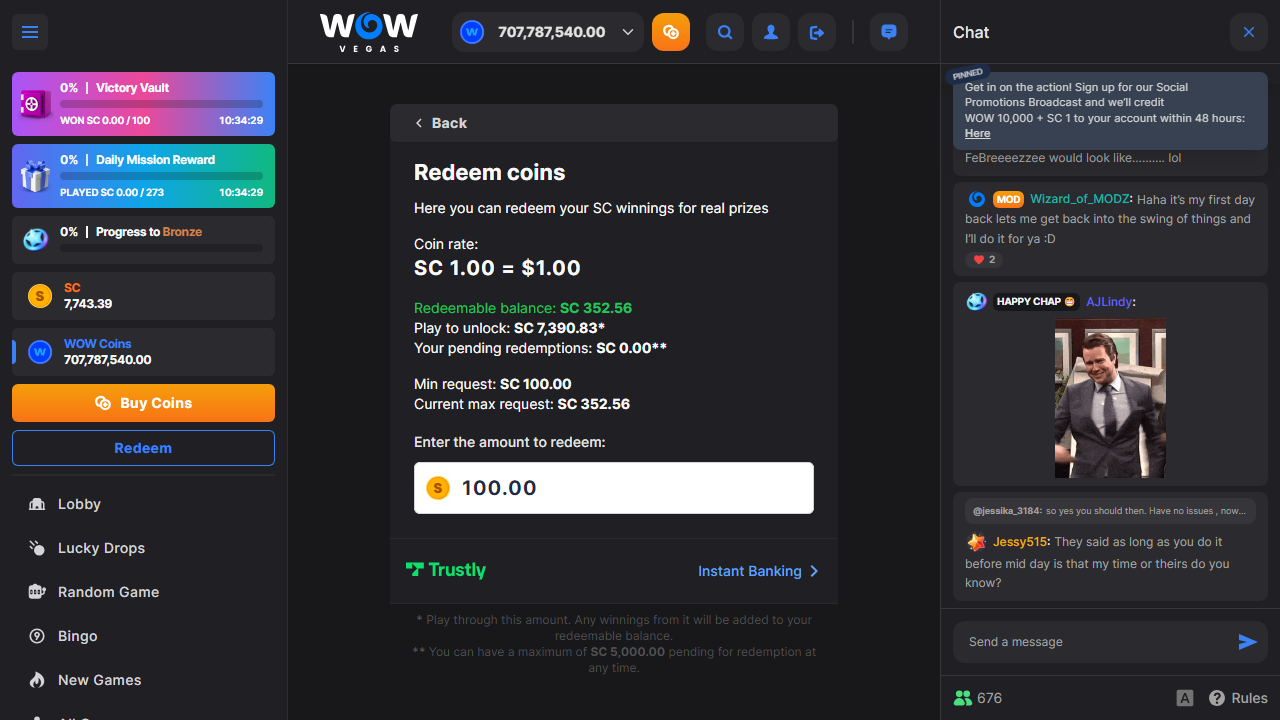 0% | Victory Vault
WON SC 0.00 / 100 10:34:29
0% | Daily Mission Reward
PLAYED SC 0.00 / 273 10:34:29
0% | Progress to Bronze
S
SC
7,743.39
W
WOW Coins
707,787,540.00
Buy Coins
Redeem
Lobby
Lucky Drops
Random Game
Bingo
New Games
WOW
VEGAS
W 707,787,540.00
Back
Redeem coins
Here you can redeem your SC winnings for real prizes
Coin rate:
SC 1.00 = $1.00
Redeemable balance: SC 352.56
Play to unlock: SC 7,390.83*
Your pending redemptions: SC 0.00**
Min request: SC 100.00
Current max request: SC 352.56
Enter the amount to redeem:
S 100.00
Trustly Instant Banking
* Play through this amount. Any winnings from it will be added to your
redeemable balance.
** You can have a maximum of SC 5,000.00 pending for redemption at
any time.
Chat
PINNED
Get in on the action! Sign up for our Social
Promotions Broadcast and we'll credit
WOW 10,000 + SC 1 to your account within 48 hours:
Here
FeBreeeezzee would look like.......... lol
MOD Wizard_of_MODZ: Haha it's my first day
back lets me get back into the swing of things and
I'll do it for ya :D
2
HAPPY CHAP 😁 AJLindy:
@jessika_3184: so yes you should then. Have no issues , now...
Jessy515: They said as long as you do it
before mid day is that my time or theirs do you
know?
Send a message
676 A Rules